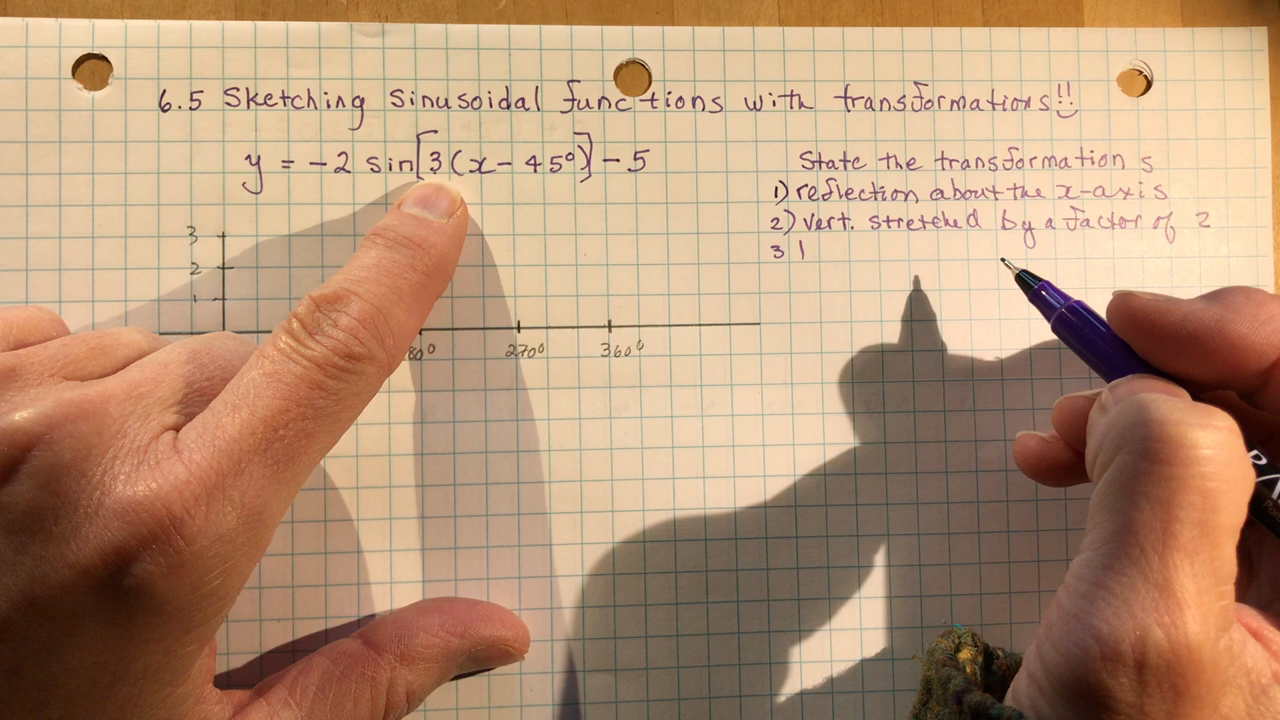 6.5 Sketching Sinusoidal functions with transformations!!
y = -2 sin[3(x - 45°)] - 5
State the transformations
1) reflection about the x-axis
2) vert. stretched by a factor of 2
3
3
2
1
80° 270° 360°